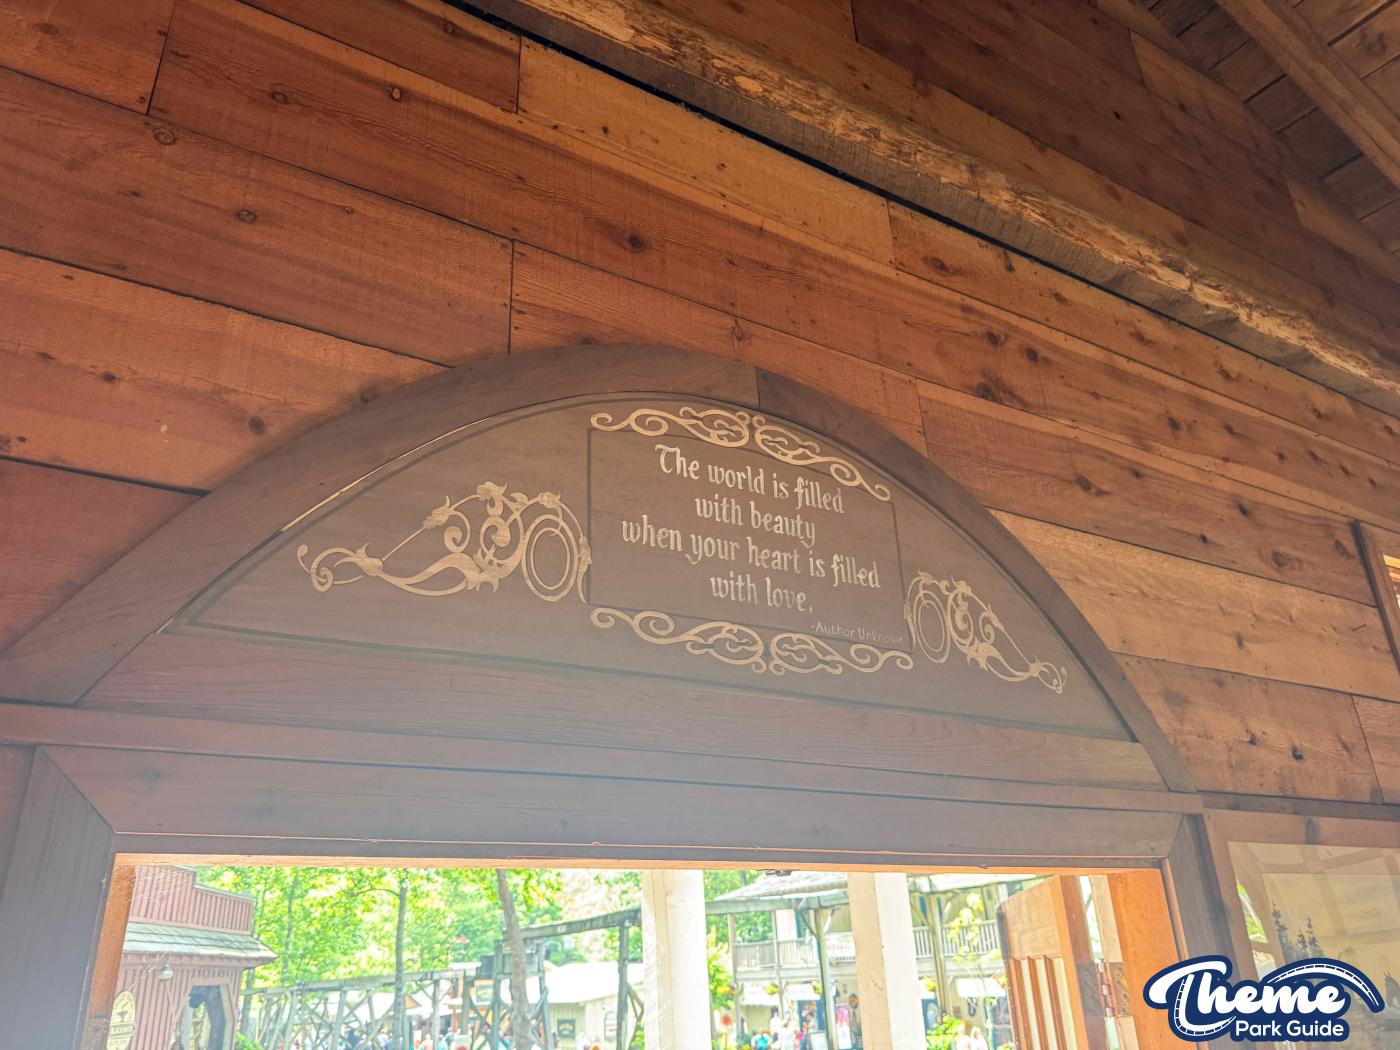 The world is filled
with beauty
when your heart is filled
with love.
-Author Unknown
Theme
Park Guide